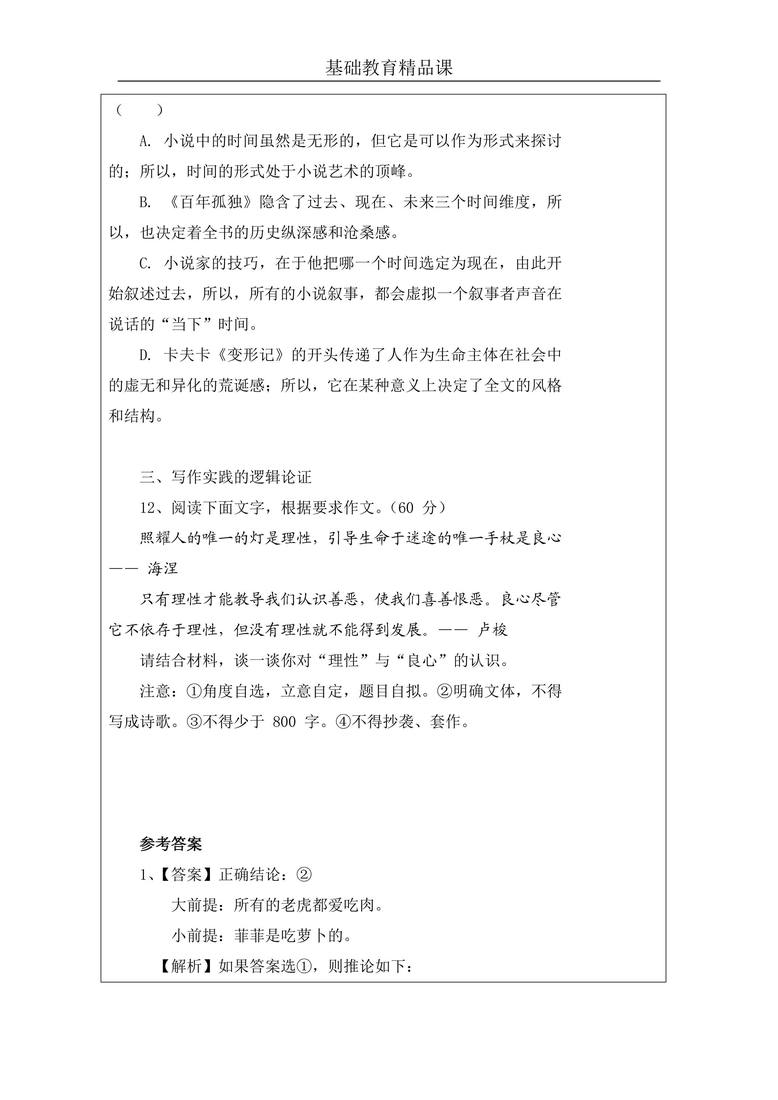 基础教育精品课
（　　）
A. 小说中的时间虽然是无形的，但它是可以作为形式来探讨
的；所以，时间的形式处于小说艺术的顶峰。
B. 《百年孤独》隐含了过去、现在、未来三个时间维度，所
以，也决定着全书的历史纵深感和沧桑感。
C. 小说家的技巧，在于他把哪一个时间选定为现在，由此开
始叙述过去，所以，所有的小说叙事，都会虚拟一个叙事者声音在
说话的“当下”时间。
D. 卡夫卡《变形记》的开头传递了人作为生命主体在社会中
的虚无和异化的荒诞感；所以，它在某种意义上决定了全文的风格
和结构。
三、写作实践的逻辑论证
12、阅读下面文字，根据要求作文。（60 分）
照耀人的唯一的灯是理性，引导生命于迷途的唯一手杖是良心
—— 海涅
只有理性才能教导我们认识善恶，使我们喜善恨恶。良心尽管
它不依存于理性，但没有理性就不能得到发展。—— 卢梭
请结合材料，谈一谈你对“理性”与“良心”的认识。
注意：①角度自选，立意自定，题目自拟。②明确文体，不得
写成诗歌。③不得少于 800 字。④不得抄袭、套作。
参考答案
1、【答案】正确结论：②
大前提：所有的老虎都爱吃肉。
小前提：菲菲是吃萝卜的。
【解析】如果答案选①，则推论如下：